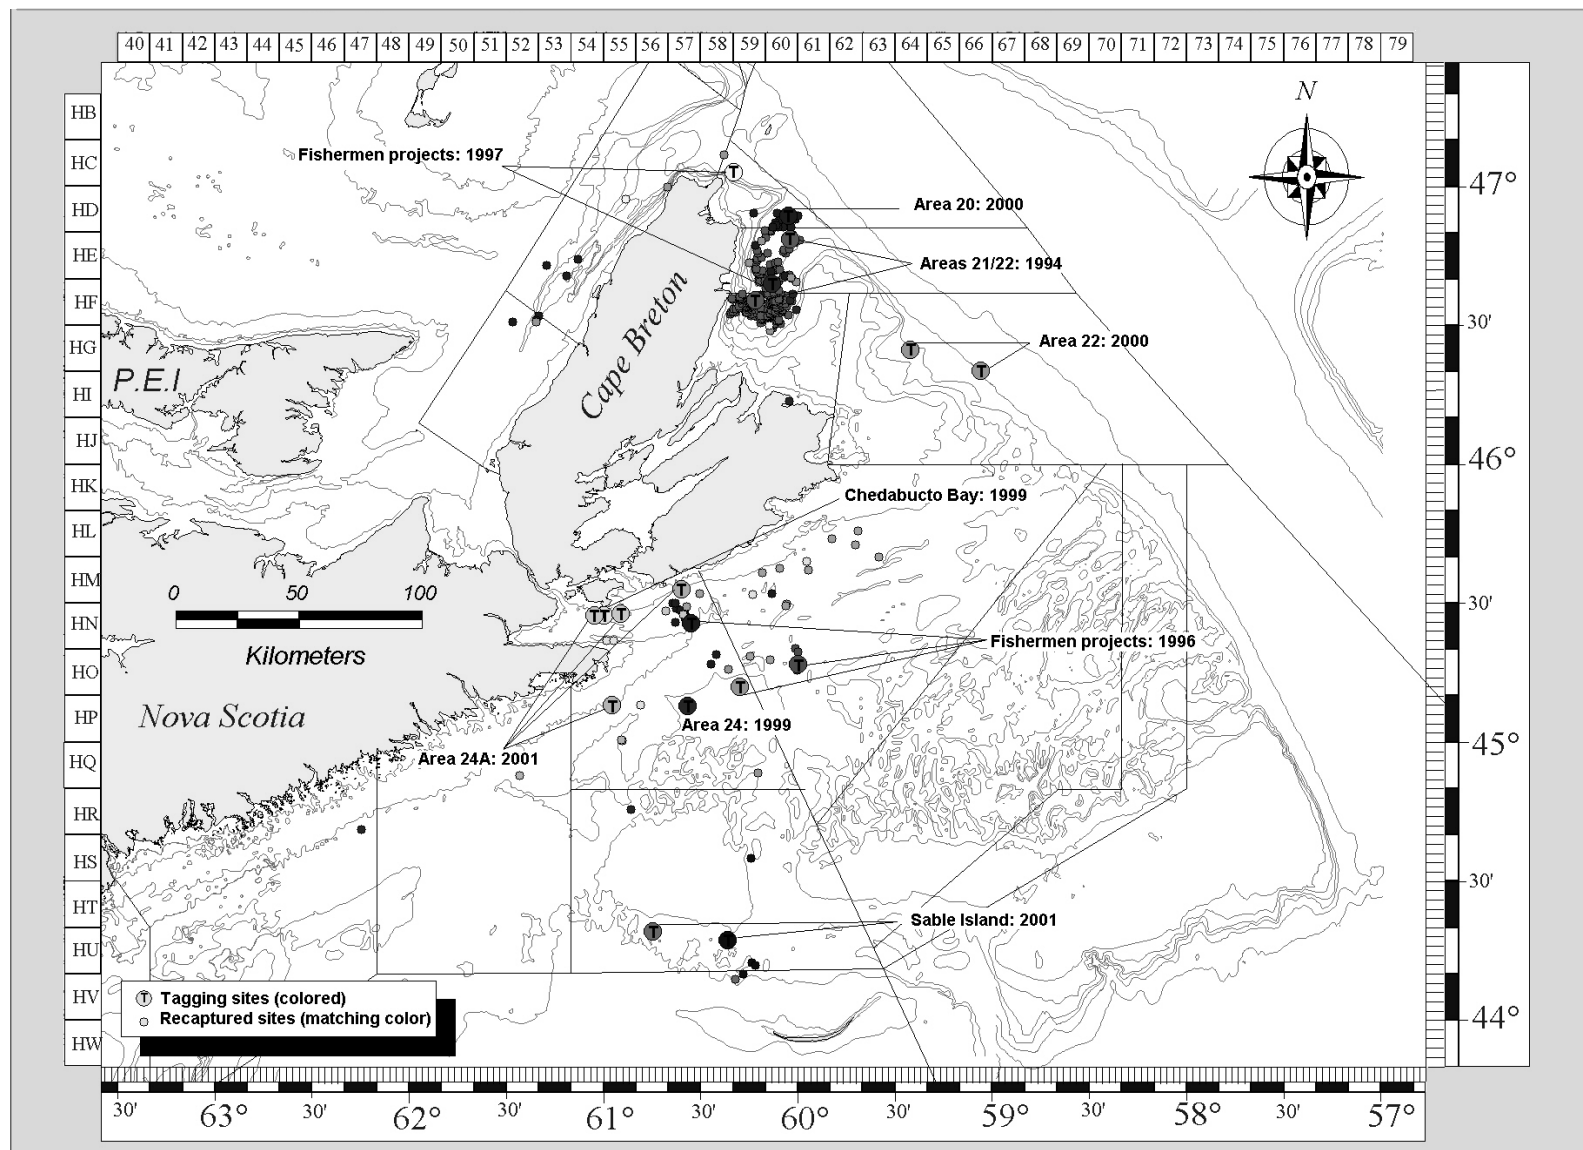 40 41 42 43 44 45 46 47 48 49 50 51 52 53 54 55 56 57 58 59 60 61 62 63 64 65 66 67 68 69 70 71 72 73 74 75 76 77 78 79
HB
N
HC
Fishermen projects: 1997
T
47°
HD
Area 20: 2000
T
T
HE
Areas 21/22: 1994
T
HF
T
Cape Breton
30'
HG
Area 22: 2000
T
T
P.E.I
HI
HJ
46°
HK
Chedabucto Bay: 1999
HL
HM
0 50 100
T
30'
HN
T T T
T
Fishermen projects: 1996
Kilometers
HO
T
T
Nova Scotia
HP
T
T
Area 24: 1999
45°
Area 24A: 2001
HQ
HR
HS
30'
HT
Sable Island: 2001
T
T
HU
HV
T Tagging sites (colored)
Recaptured sites (matching color)
44°
HW
30' 63° 30' 62° 30' 61° 30' 60° 30' 59° 30' 58° 30' 57°